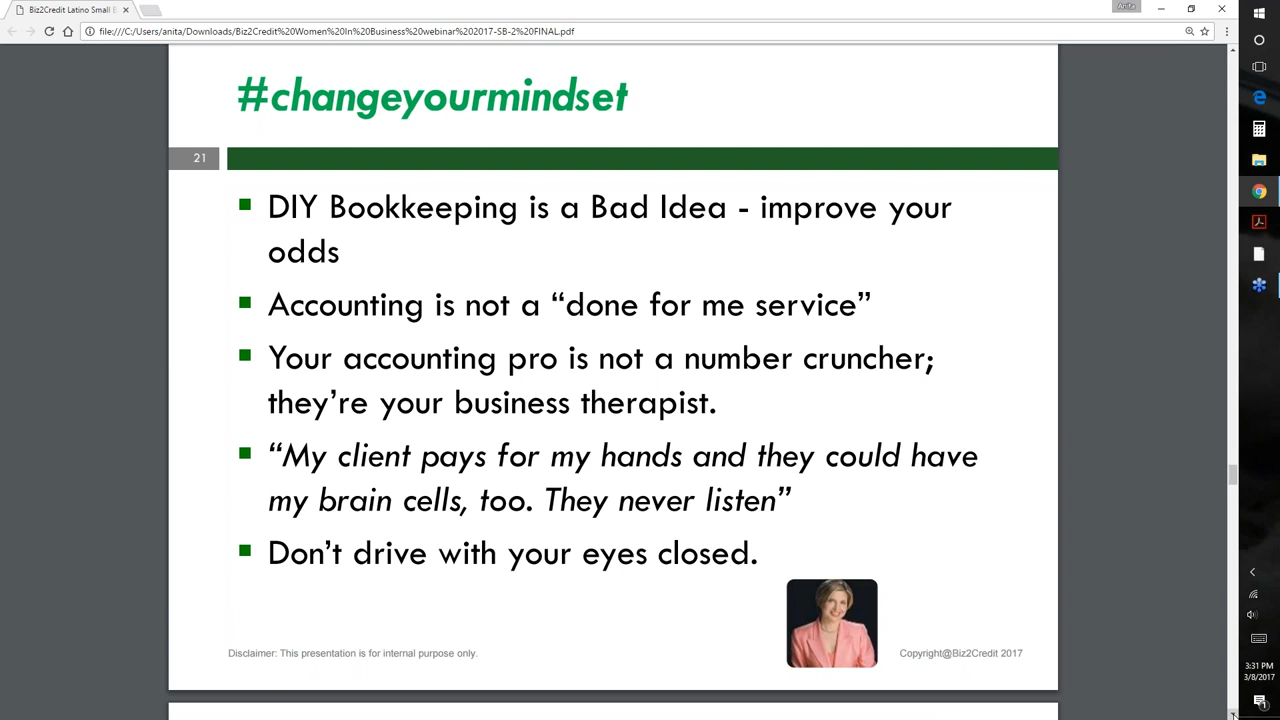 Biz2Credit Latino Small
Anita
file:///C:/Users/anita/Downloads/Biz2Credit%20Women%20In%20Business%20webinar%202017-SB-2%20FINAL.pdf
#changeyourmindset
21
DIY Bookkeeping is a Bad Idea - improve your
odds
Accounting is not a “done for me service”
Your accounting pro is not a number cruncher;
they’re your business therapist.
“My client pays for my hands and they could have
my brain cells, too. They never listen”
Don’t drive with your eyes closed.
Disclaimer: This presentation is for internal purpose only.
Copyright@Biz2Credit 2017
3:31 PM
3/8/2017
1